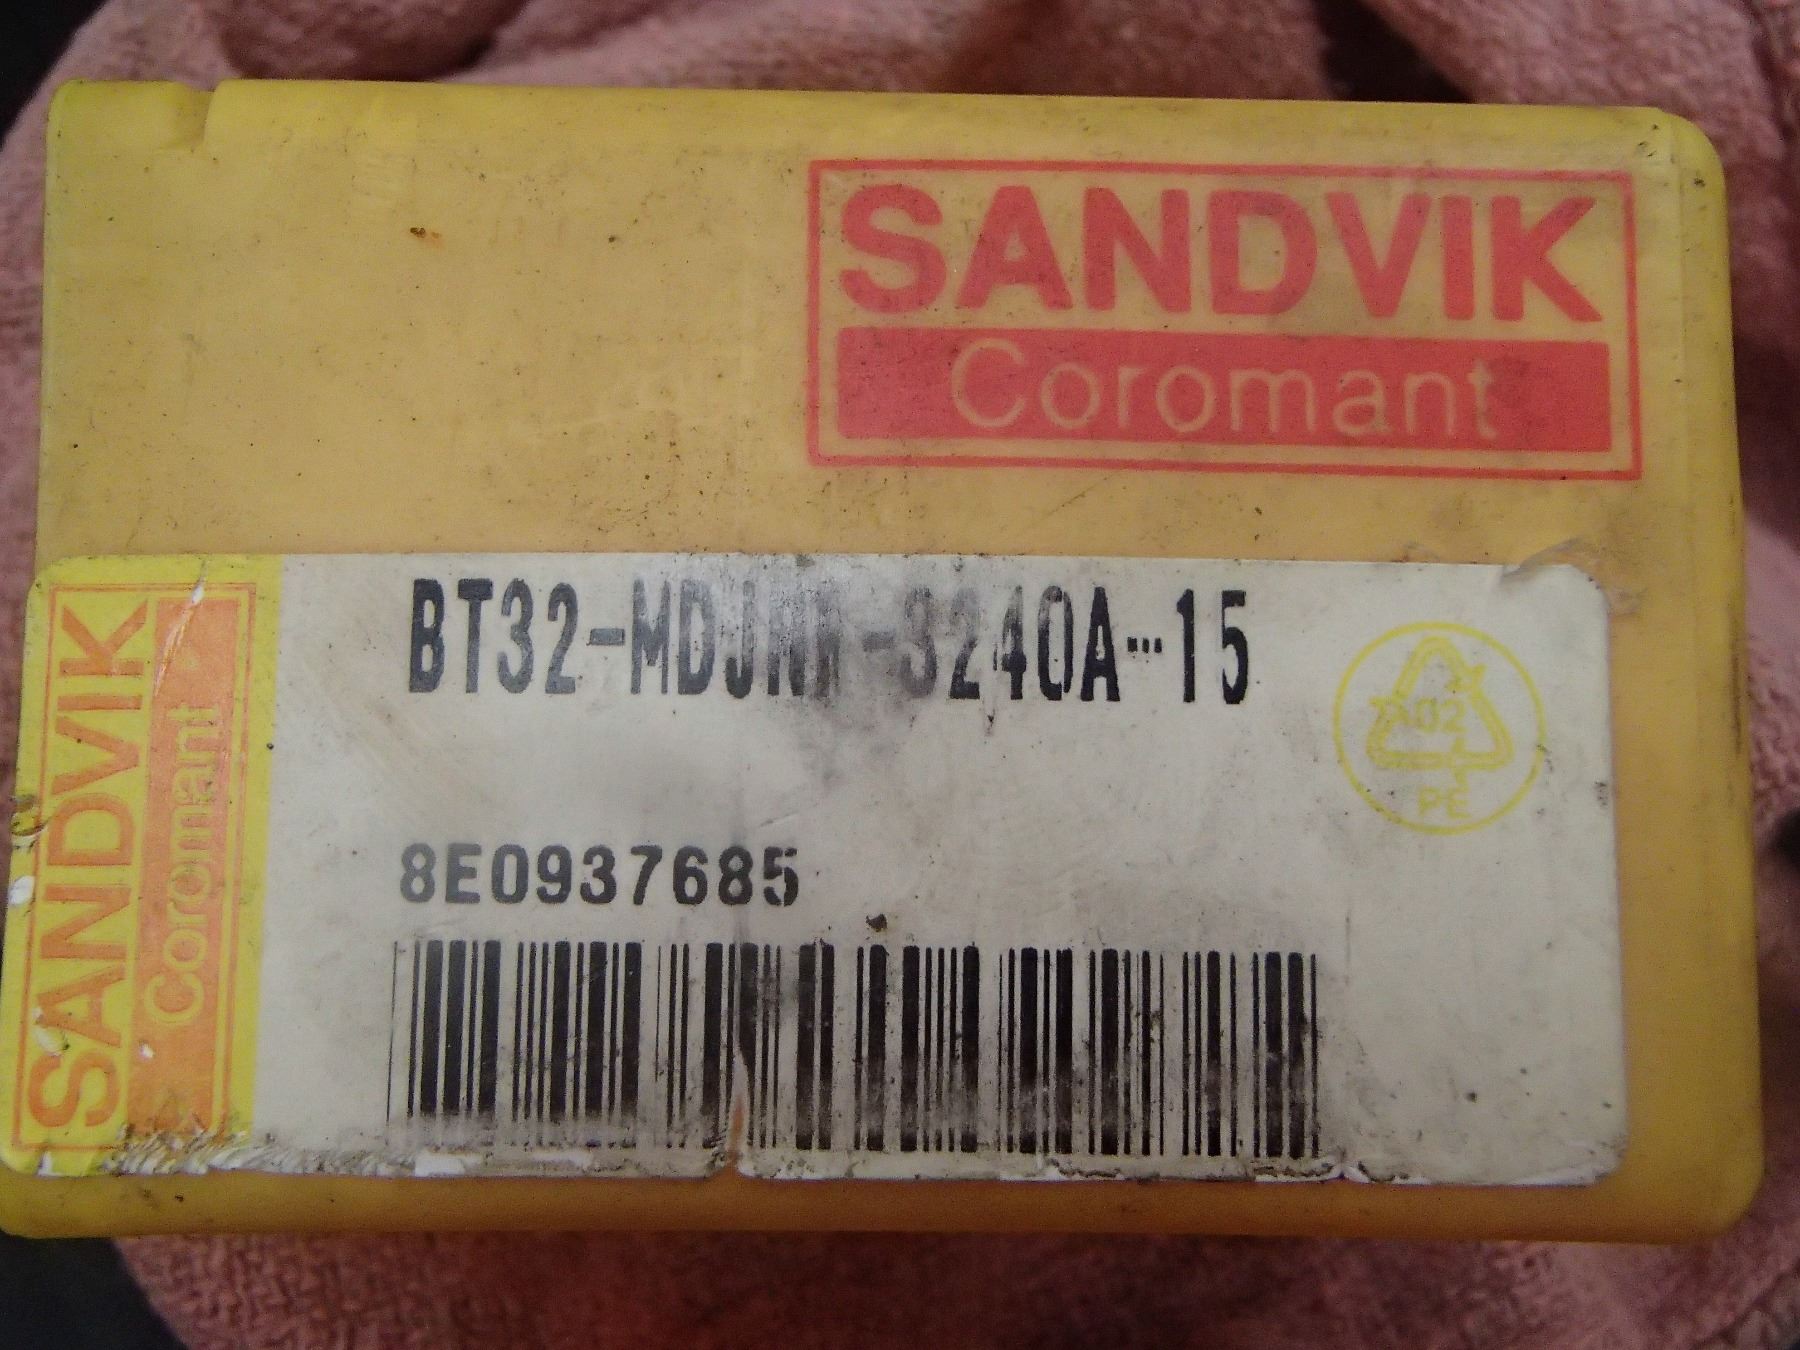 SANDVIK
Coromant
BT32-MDJNR-3240A-15
02
PE
8E0937685
SANDVIK
Coromant